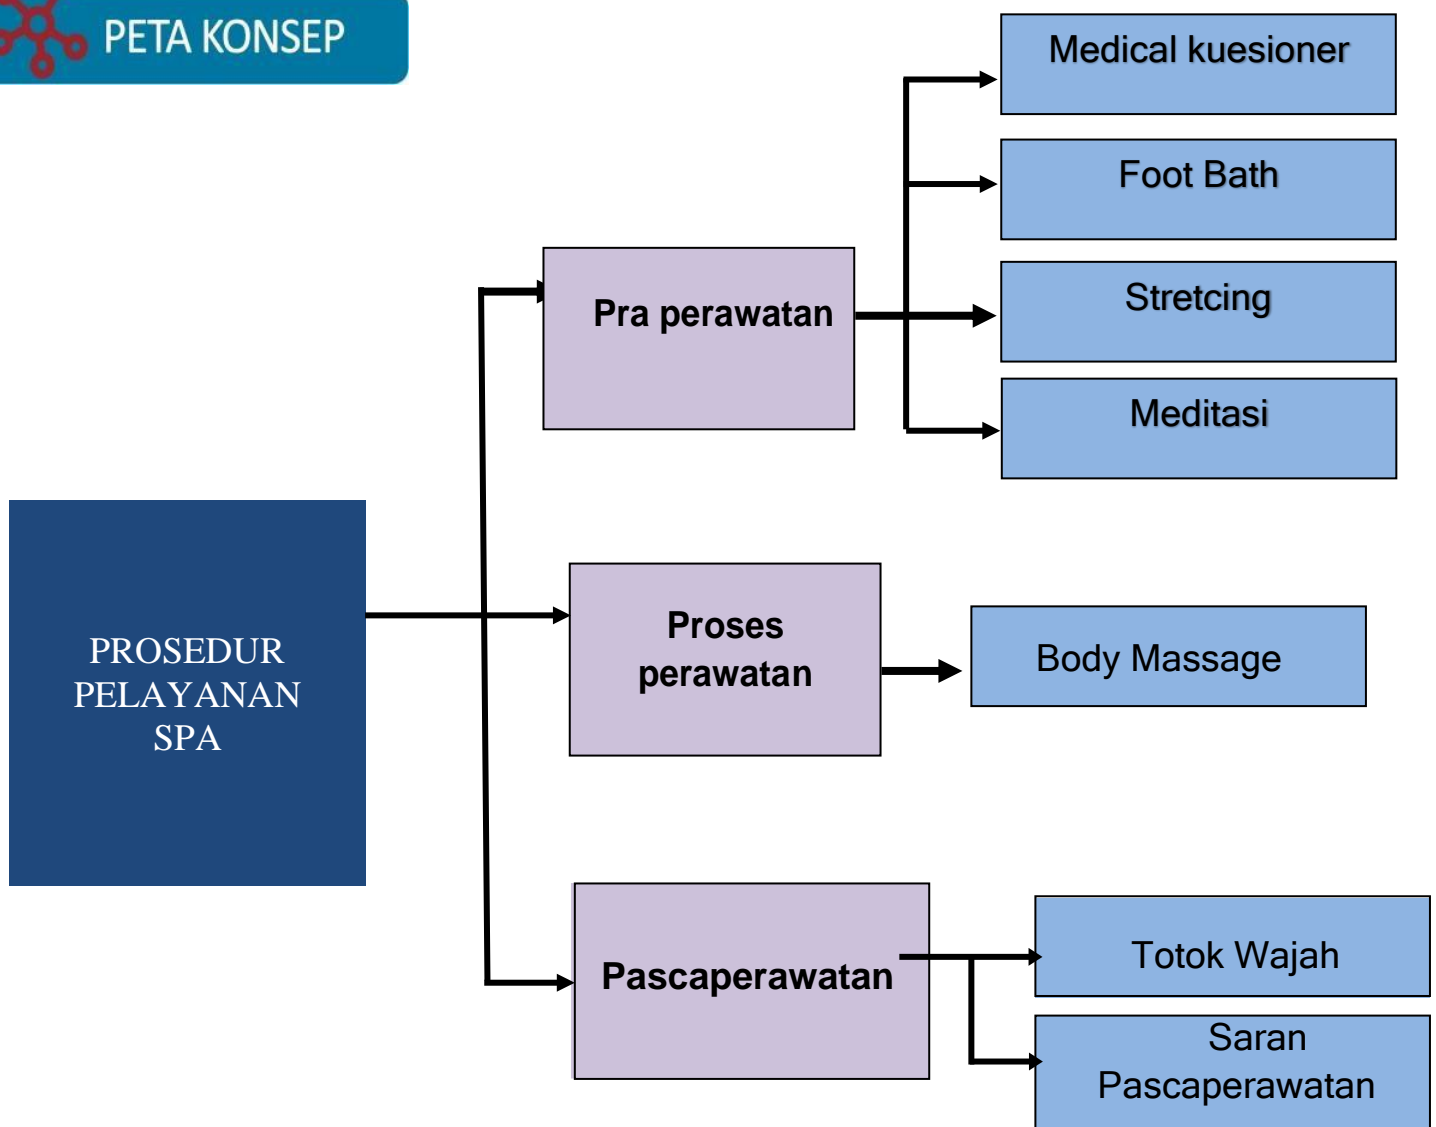 PETA KONSEP
Medical kuesioner
Foot Bath
Stretcing
Meditasi
Pra perawatan
PROSEDUR
PELAYANAN
SPA
Proses
perawatan
Body Massage
Pascaperawatan
Totok Wajah
Saran
Pascaperawatan